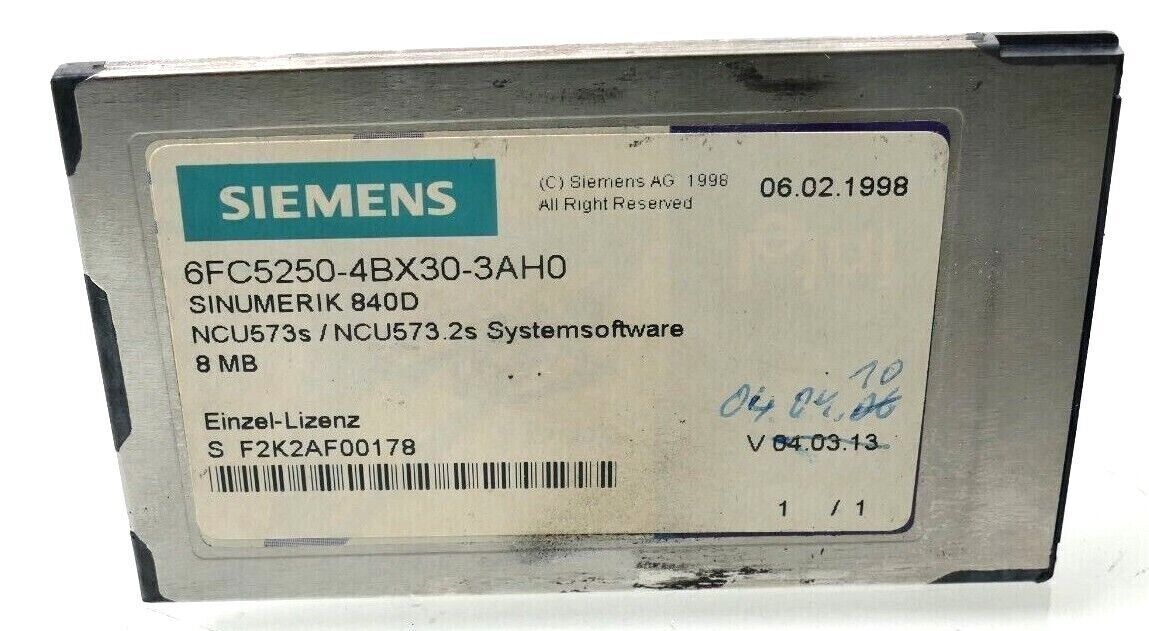 SIEMENS
(C) Siemens AG 1998
All Right Reserved
06.02.1998
6FC5250-4BX30-3AH0
SINUMERIK 840D
NCU573s / NCU573.2s Systemsoftware
8 MB
10
04.04.06
Einzel-Lizenz
S F2K2AF00178
V 04.03.13
1 / 1